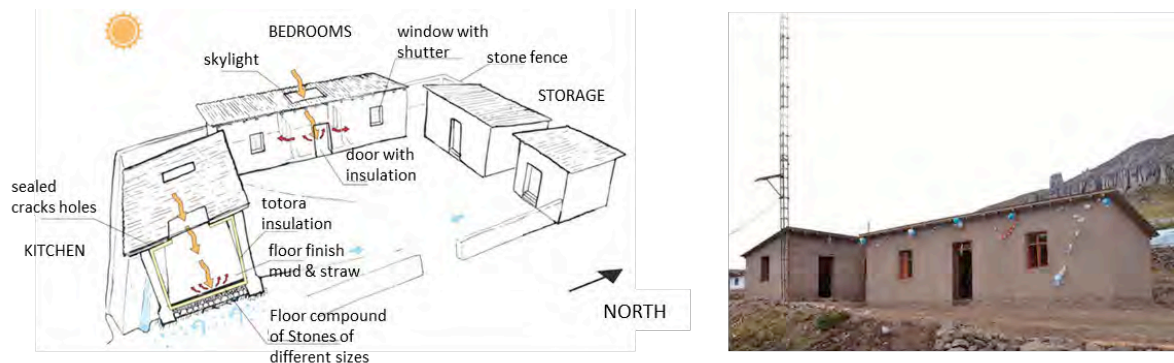 BEDROOMS
skylight
window with
shutter
stone fence
STORAGE
door with
insulation
sealed
cracks holes
KITCHEN
totora
insulation
floor finish
mud & straw
Floor compound
of Stones of
different sizes
NORTH